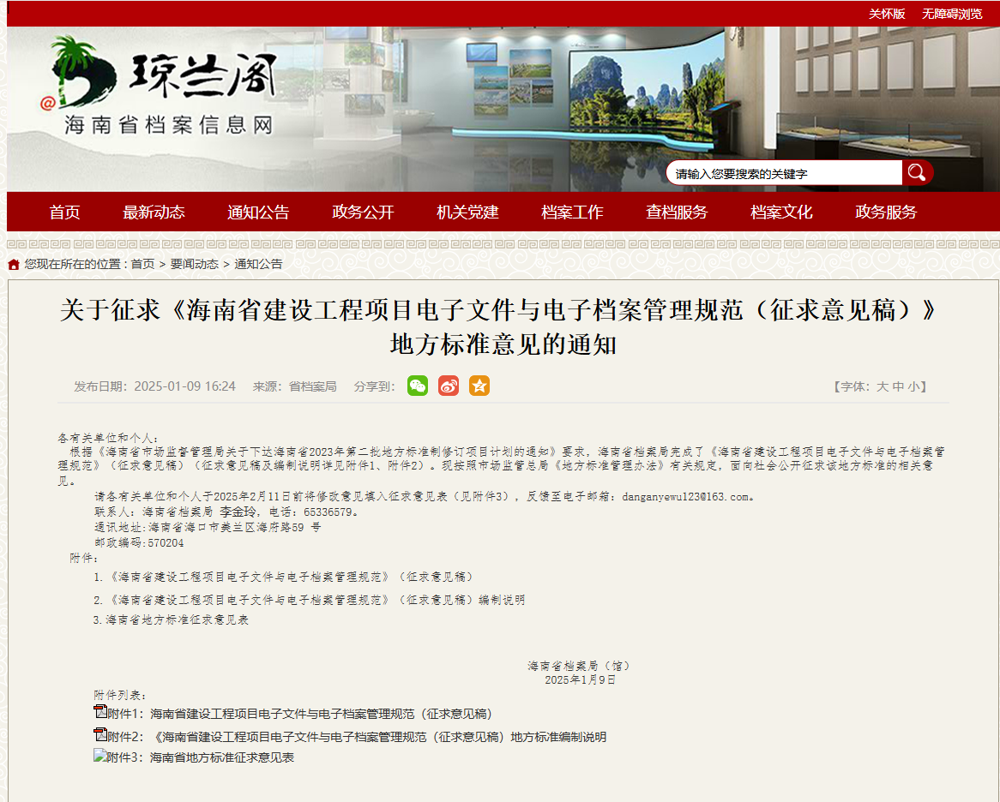 关怀版 无障碍浏览
琼兰阁
@
海南省档案信息网
请输入您要搜索的关键字
首页 最新动态 通知公告 政务公开 机关党建 档案工作 查档服务 档案文化 政务服务
您现在所在的位置 : 首页 > 要闻动态 > 通知公告
关于征求《海南省建设工程项目电子文件与电子档案管理规范（征求意见稿）》
地方标准意见的通知
发布日期：2025-01-09 16:24 来源：省档案局 分享到： 【字体：大 中 小】
各有关单位和个人：
根据《海南省市场监督管理局关于下达海南省2023年第二批地方标准制修订项目计划的通知》要求，海南省档案局完成了《海南省建设工程项目电子文件与电子档案管
理规范》（征求意见稿）（征求意见稿及编制说明详见附件1、附件2）。现按照市场监管总局《地方标准管理办法》有关规定，面向社会公开征求该地方标准的相关意
见。
请各有关单位和个人于2025年2月11日前将修改意见填入征求意见表（见附件3），反馈至电子邮箱：danganyewu123@163.com。
联系人：海南省档案局 李金玲，电话：65336579。
通讯地址:海南省海口市美兰区海府路59 号
邮政编码:570204
附件：
1.《海南省建设工程项目电子文件与电子档案管理规范》（征求意见稿）
2.《海南省建设工程项目电子文件与电子档案管理规范》（征求意见稿）编制说明
3.海南省地方标准征求意见表
海南省档案局（馆）
2025年1月9日
附件列表：
附件1：海南省建设工程项目电子文件与电子档案管理规范（征求意见稿）
附件2：《海南省建设工程项目电子文件与电子档案管理规范（征求意见稿）地方标准编制说明
附件3：海南省地方标准征求意见表